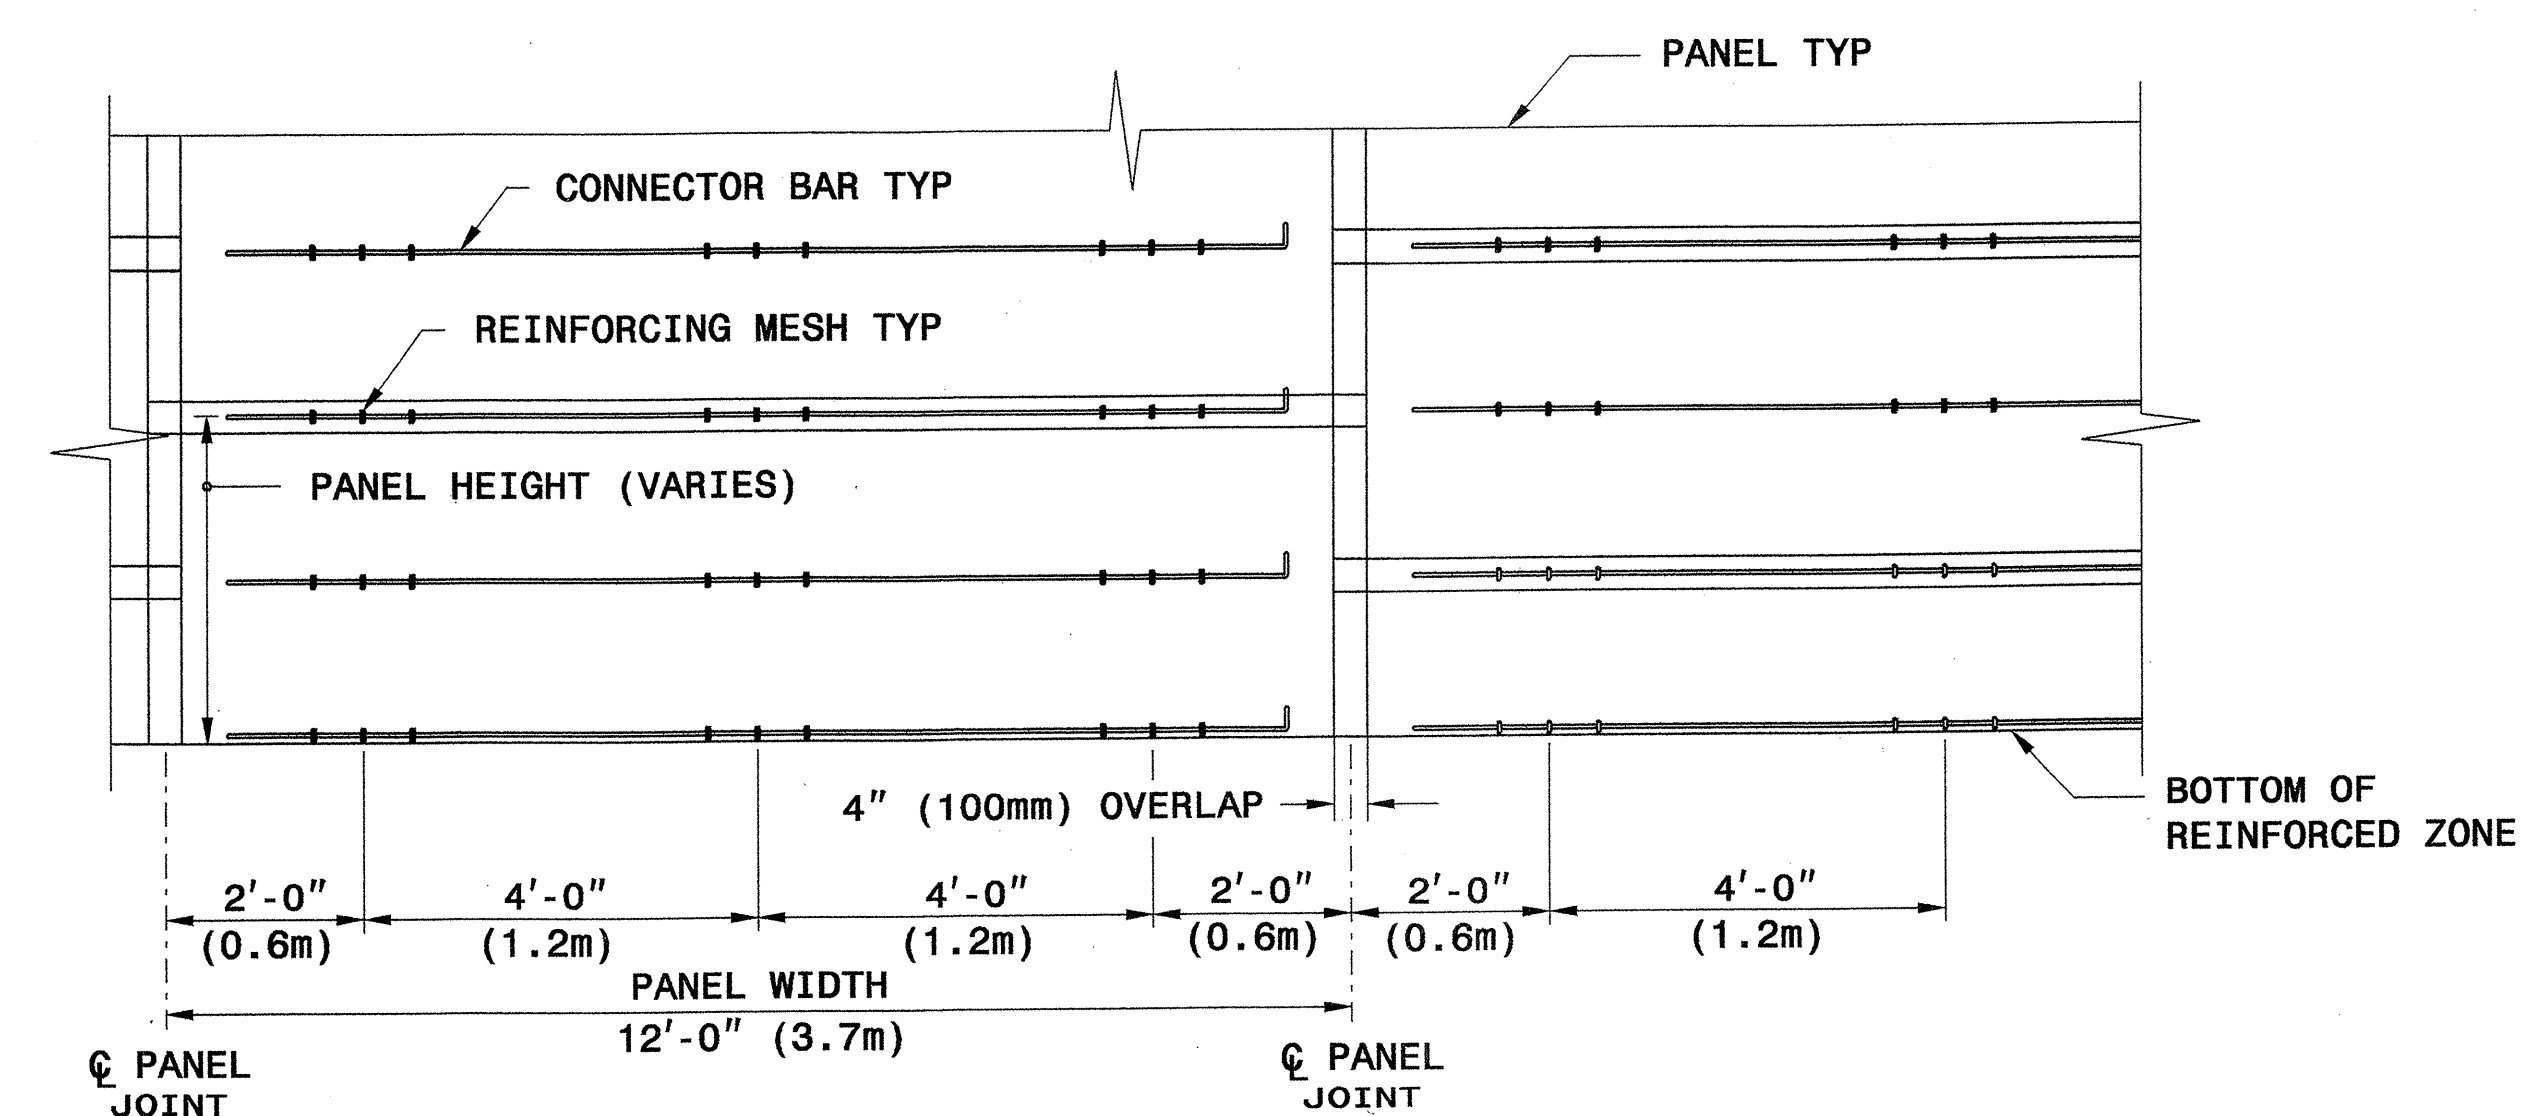 PANEL TYP
CONNECTOR BAR TYP
REINFORCING MESH TYP
PANEL HEIGHT (VARIES)
4" (100mm) OVERLAP
BOTTOM OF
REINFORCED ZONE
2'-0" 4'-0" 4'-0" 2'-0" 2'-0" 4'-0"
(0.6m) (1.2m) (1.2m) (0.6m) (0.6m) (1.2m)
PANEL WIDTH
12'-0" (3.7m)
℄ PANEL
JOINT
℄ PANEL
JOINT